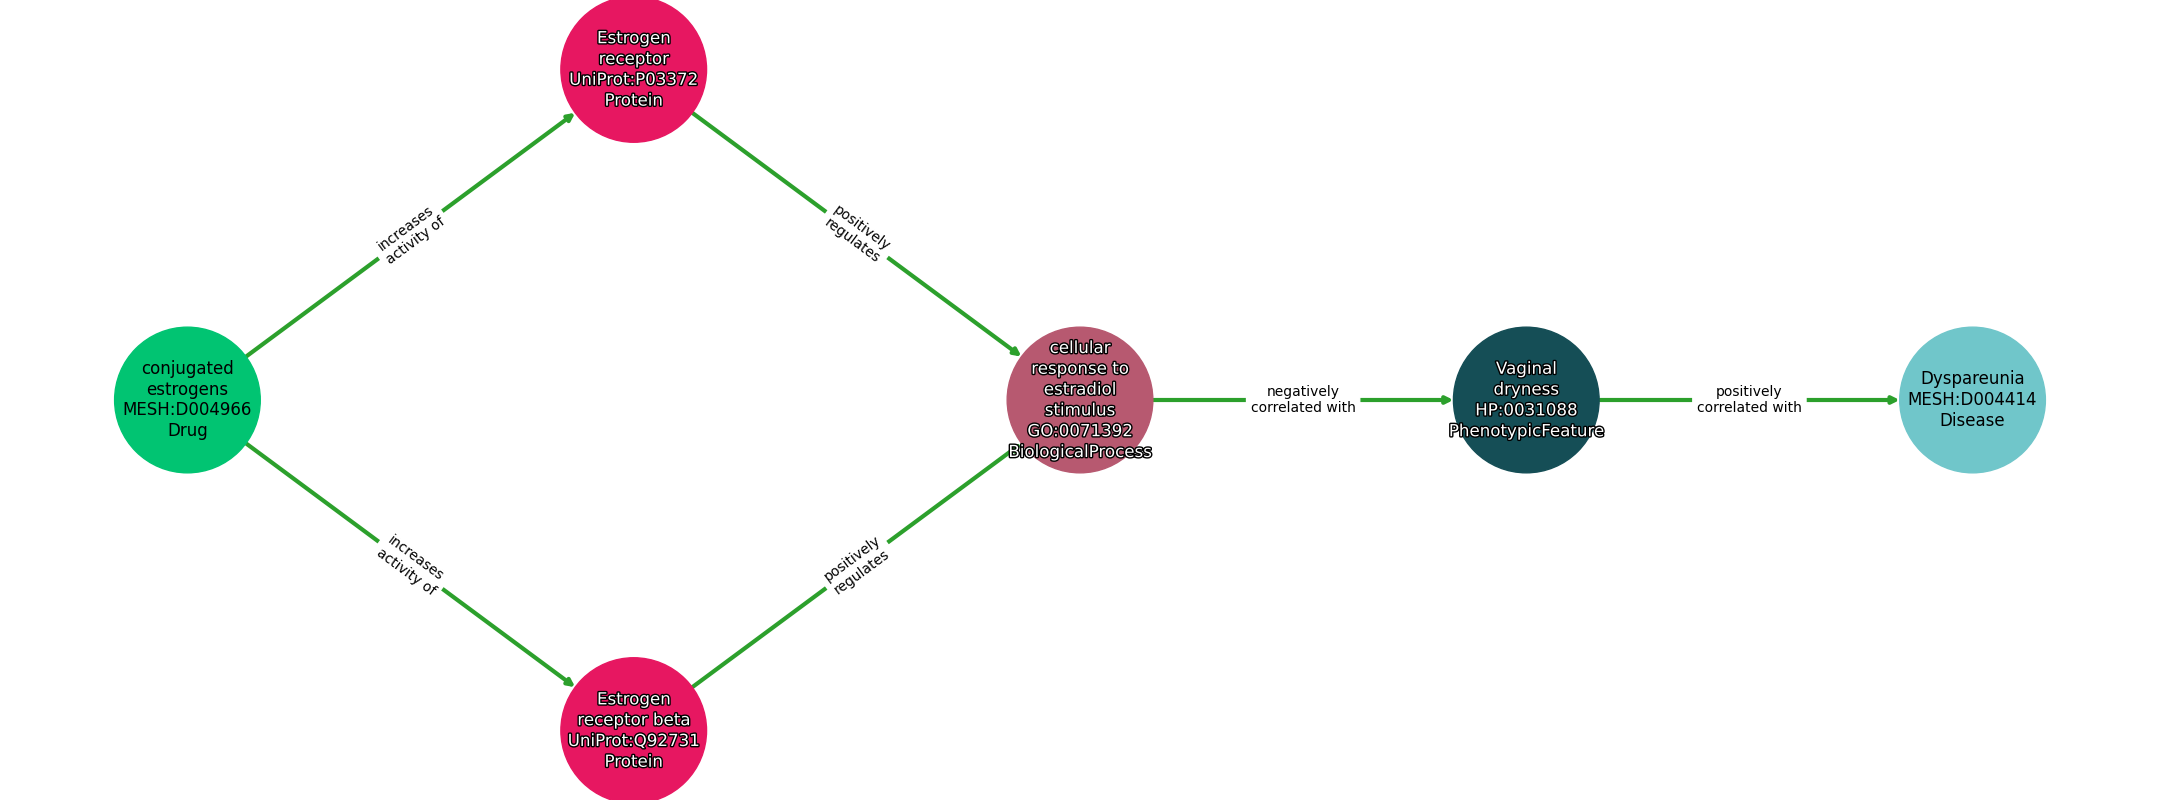 Estrogen
receptor
UniProt:P03372
Protein
increases
activity of
positively
regulates
conjugated
estrogens
MESH:D004966
Drug
cellular
response to
estradiol
stimulus
GO:0071392
BiologicalProcess
negatively
correlated with
Vaginal
dryness
HP:0031088
PhenotypicFeature
positively
correlated with
Dyspareunia
MESH:D004414
Disease
increases
activity of
positively
regulates
Estrogen
receptor beta
UniProt:Q92731
Protein